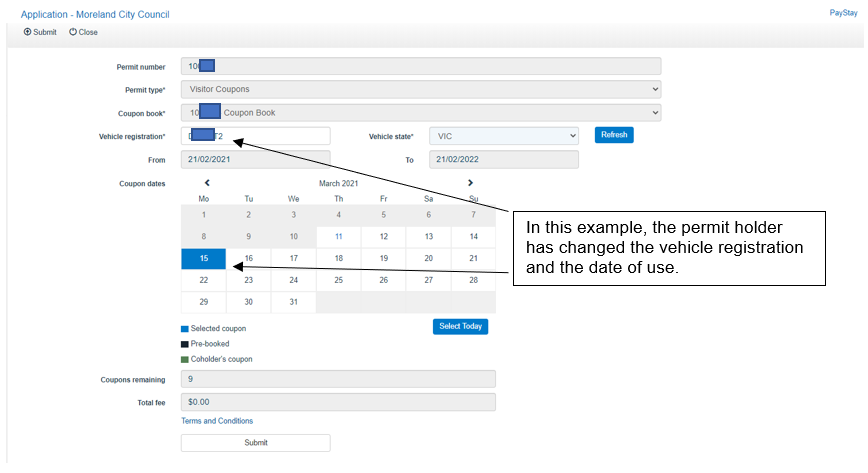 Application - Moreland City Council
PayStay
Submit Close
Permit number 10
Permit type* Visitor Coupons
Coupon book* 10 Coupon Book
Vehicle registration* T2 Vehicle state* VIC Refresh
From 21/02/2021 To 21/02/2022
Coupon dates March 2021
Mo Tu We Th Fr Sa Su
1 2 3 4 5 6 7
8 9 10 11 12 13 14
15 16 17 18 19 20 21
22 23 24 25 26 27 28
29 30 31
In this example, the permit holder
has changed the vehicle registration
and the date of use.
Selected coupon Select Today
Pre-booked
Coholder's coupon
Coupons remaining 9
Total fee $0.00
Terms and Conditions
Submit